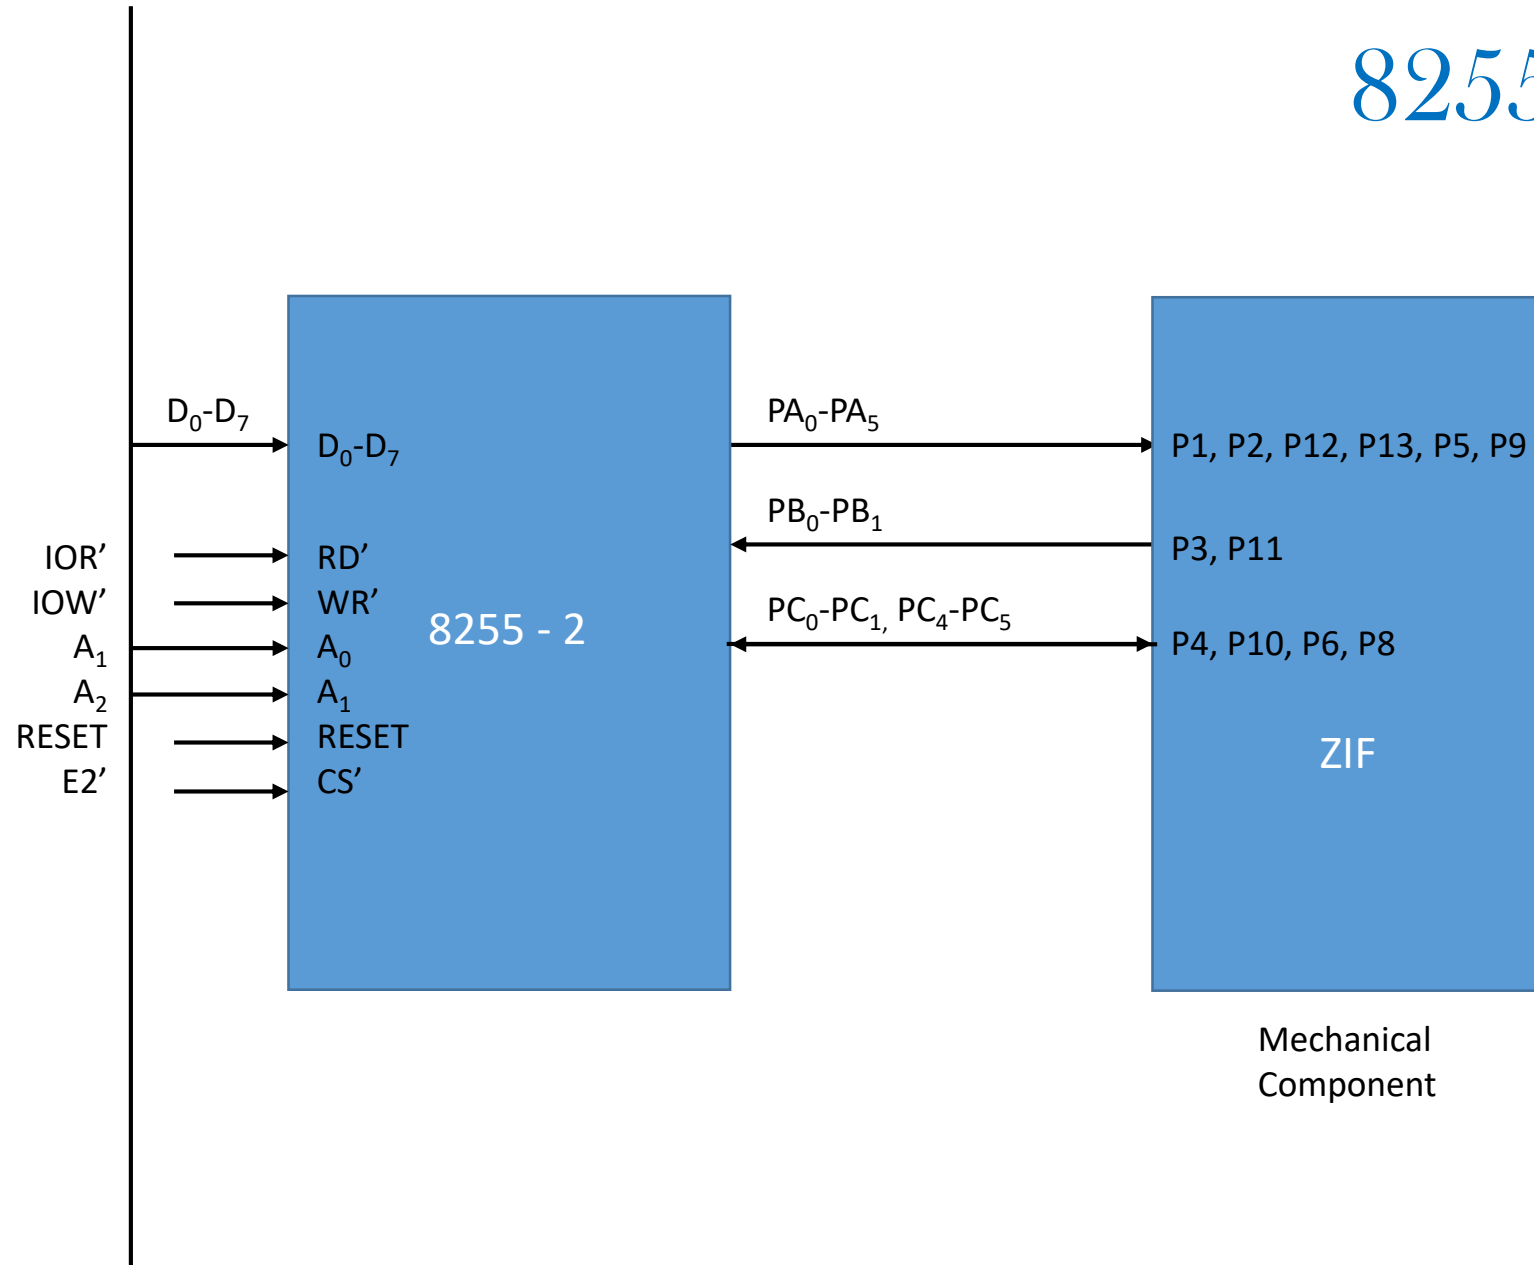 8255
D₀-D₇
PA₀-PA₅
D₀-D₇
P1, P2, P12, P13, P5, P9
PB₀-PB₁
IOR’
RD’
P3, P11
IOW’
WR’
PC₀-PC₁, PC₄-PC₅
8255 - 2
A₁
A₀
P4, P10, P6, P8
A₂
A₁
RESET
RESET
ZIF
E2’
CS’
Mechanical
Component